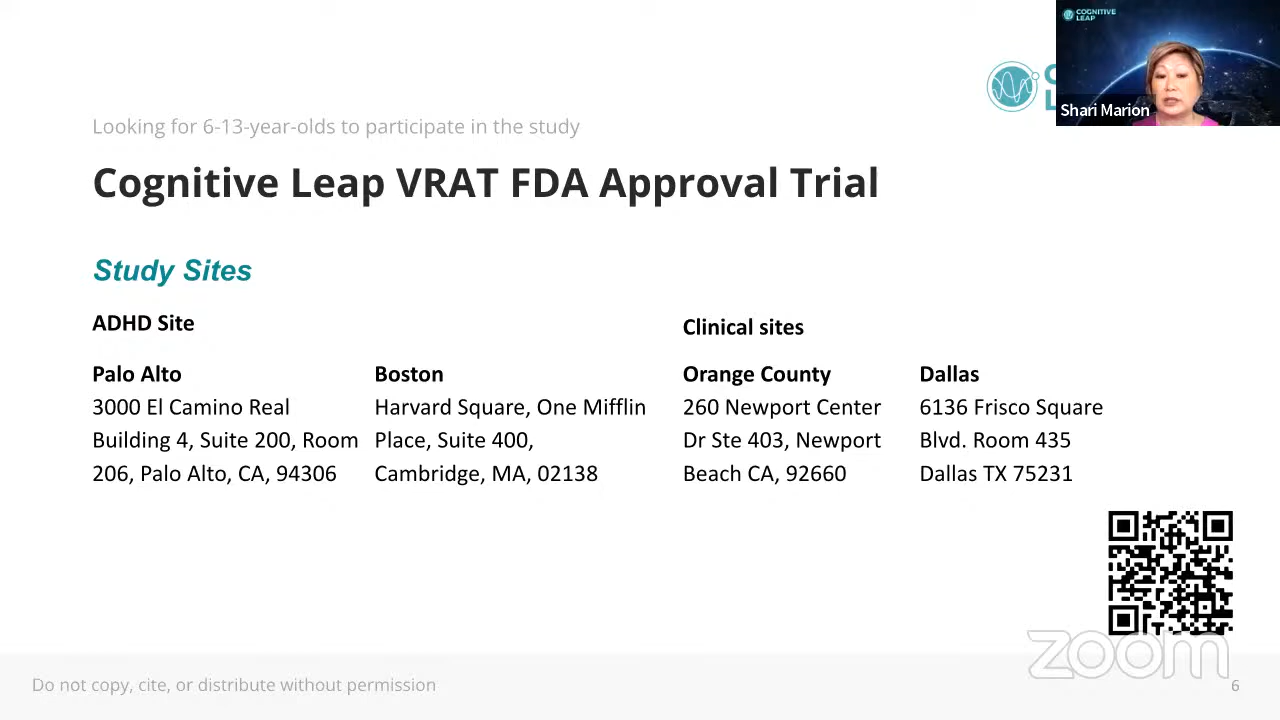 COGNITIVE
LEAP
Shari Marion
Looking for 6-13-year-olds to participate in the study
Cognitive Leap VRAT FDA Approval Trial
Study Sites
ADHD Site
Clinical sites
Palo Alto
3000 El Camino Real
Building 4, Suite 200, Room
206, Palo Alto, CA, 94306
Boston
Harvard Square, One Mifflin
Place, Suite 400,
Cambridge, MA, 02138
Orange County
260 Newport Center
Dr Ste 403, Newport
Beach CA, 92660
Dallas
6136 Frisco Square
Blvd. Room 435
Dallas TX 75231
zoom
Do not copy, cite, or distribute without permission
6